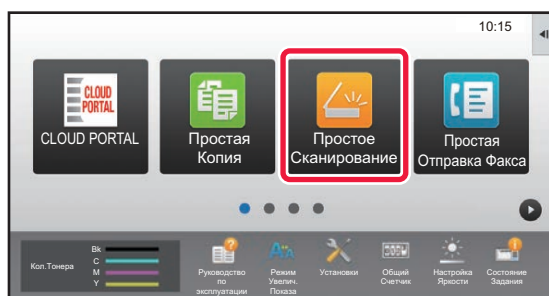 10:15
CLOUD
PORTAL
CLOUD PORTAL
Простая
Копия
Простое
Сканирование
Простая
Отправка Факса
Кол.Тонера
Bk
C
M
Y
Руководство
по
эксплуатации
Режим
Увелич.
Показа
Установки
Общий
Счетчик
Настройка
Яркости
Состояние
Задания